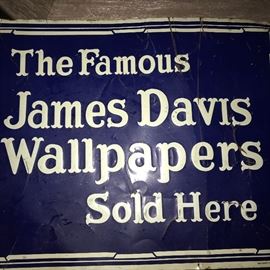 The Famous
James Davis
Wallpapers
Sold Here